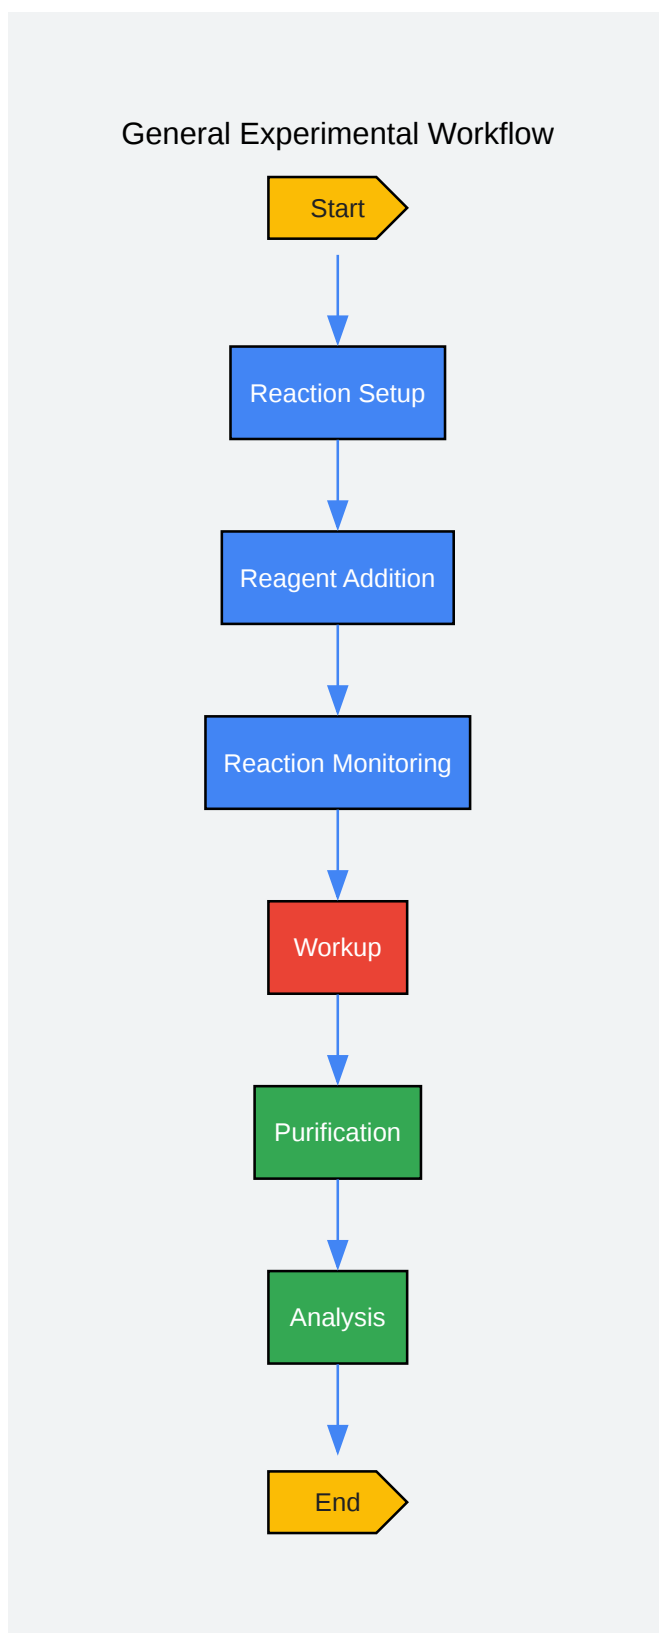 General Experimental Workflow
Start
Reaction Setup
Reagent Addition
Reaction Monitoring
Workup
Purification
Analysis
End